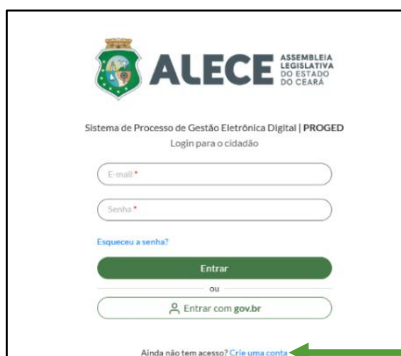 ALECE ASSEMBLEIA
LEGISLATIVA
DO ESTADO
DO CEARÁ
Sistema de Processo de Gestão Eletrônica Digital | PROGED
Login para o cidadão
E-mail *
Senha *
Esqueceu a senha?
Entrar
ou
Entrar com gov.br
Ainda não tem acesso? Crie uma conta